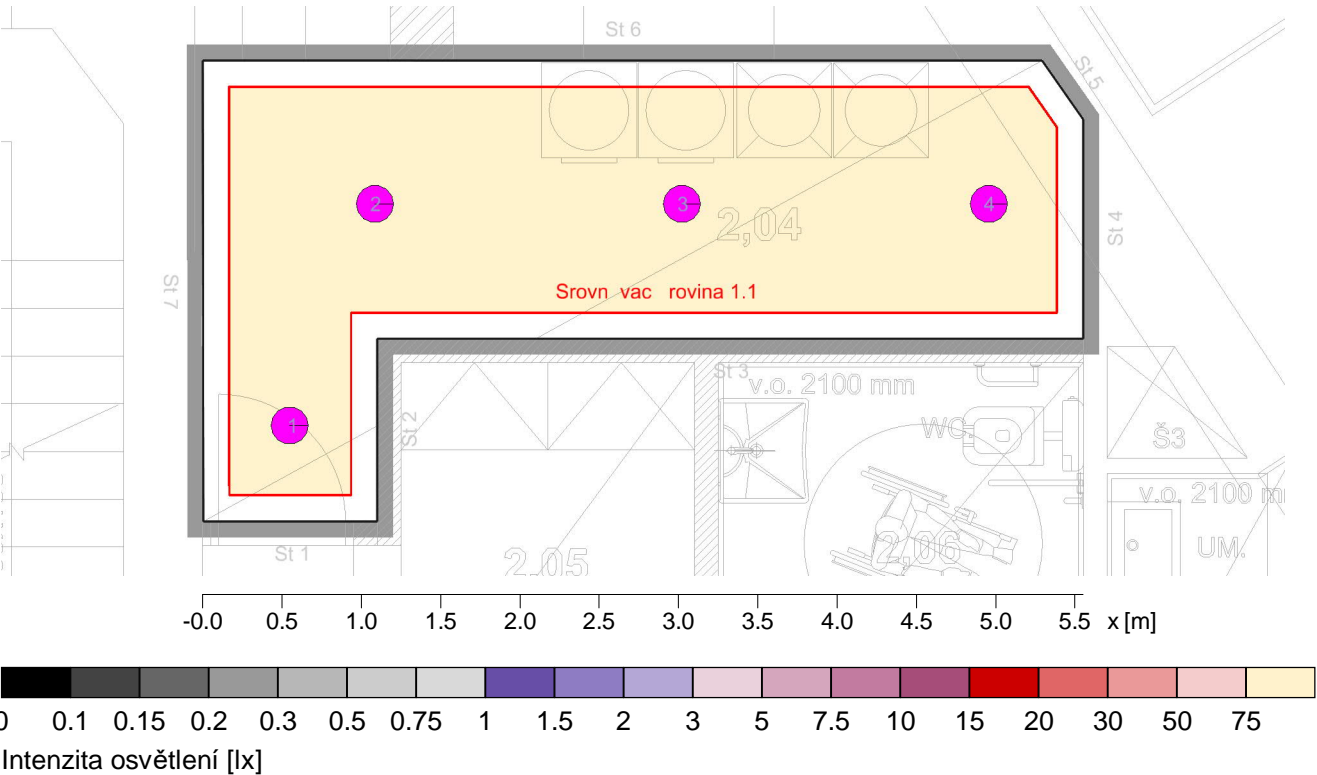 St 6
St 5
2
3
4
2,04
St 4
St 7
Srovn vac rovina 1.1
St 3
v.o. 2100 mm
1
St 2
WC.
Š3
v.o. 2100 m
St 1
2,05
2,06
UM.
-0.0 0.5 1.0 1.5 2.0 2.5 3.0 3.5 4.0 4.5 5.0 5.5 x [m]
0 0.1 0.15 0.2 0.3 0.5 0.75 1 1.5 2 3 5 7.5 10 15 20 30 50 75
Intenzita osvětlení [lx]